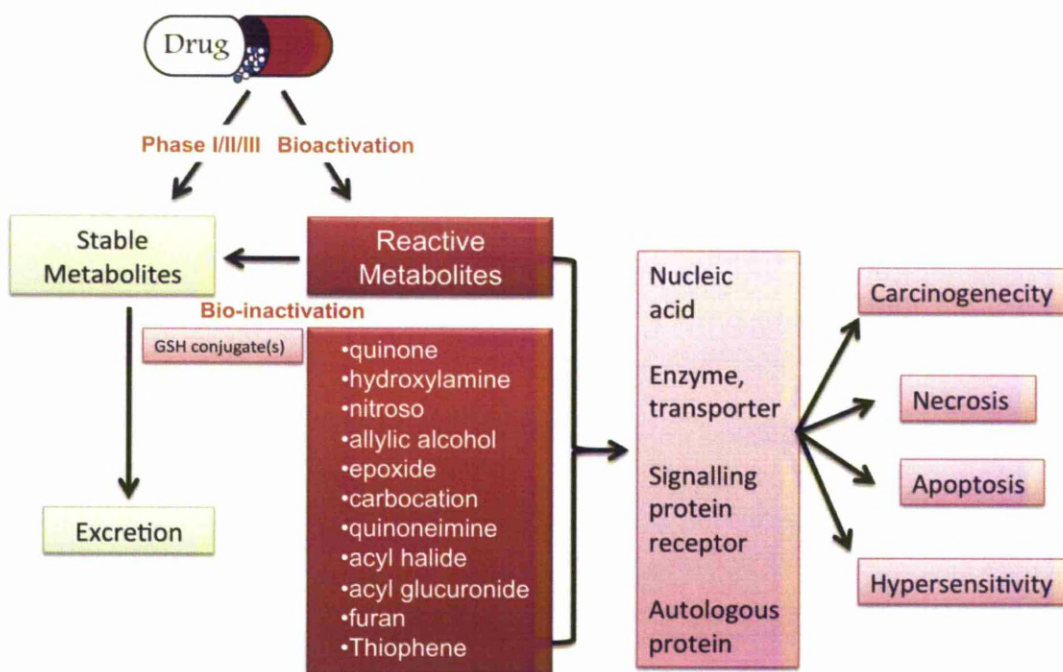 Drug
Phase I/II/III Bioactivation
Stable
Metabolites
Reactive
Metabolites
Bio-inactivation
GSH conjugate(s)
•quinone
•hydroxylamine
•nitroso
•allylic alcohol
•epoxide
•carbocation
•quinoneimine
•acyl halide
•acyl glucuronide
•furan
•Thiophene
Excretion
Nucleic
acid
Enzyme,
transporter
Signalling
protein
receptor
Autologous
protein
Carcinogenecity
Necrosis
Apoptosis
Hypersensitivity